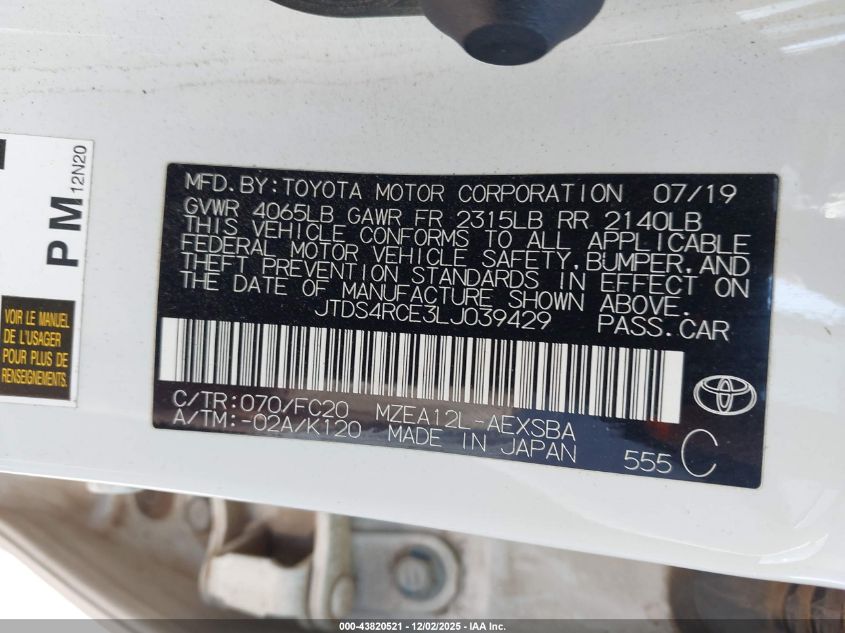 MFD.BY:TOYOTA MOTOR CORPORATION 07/19
GVWR 4065LB GAWR FR 2315LB RR 2140LB
THIS VEHICLE CONFORMS TO ALL APPLICABLE
FEDERAL MOTOR VEHICLE SAFETY,BUMPER,AND
THEFT PREVENTION STANDARDS IN EFFECT ON
THE DATE OF MANUFACTURE SHOWN ABOVE.
JTDS4RCE3LJ039429 PASS.CAR
C/TR:070/FC20 MZEA12L-AEXSBA
A/TM:-02A/K120 MADE IN JAPAN
555 C
PM 12N20
VOIR LE MANUEL
DE L'USAGER
POUR PLUS DE
RENSEIGNEMENTS.
000-43820521 - 12/02/2025 - IAA Inc.